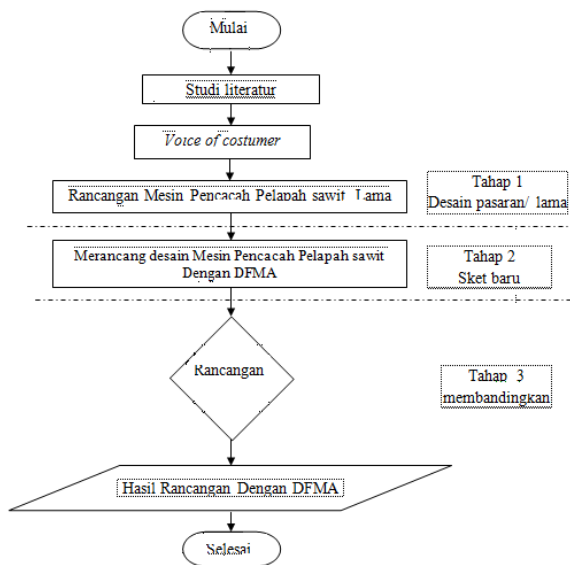 Mulai
Studi literatur
Voice of costumer
Rancangan Mesin Pencacah Pelapah sawit Lama
Tahap 1
Desain pasaran/ lama
Merancang desain Mesin Pencacah Pelapah sawit
Dengan DFMA
Tahap 2
Sket baru
Rancangan
Tahap 3
membandingkan
Hasil Rancangan Dengan DFMA
Selesai